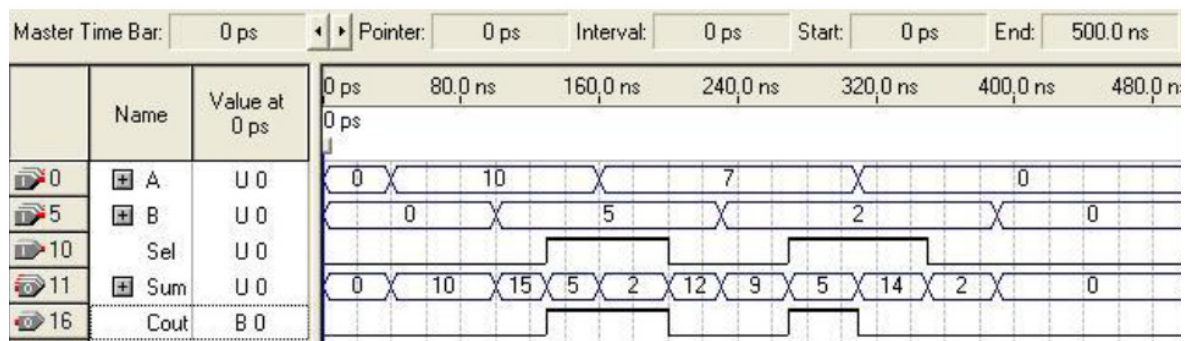 Master Time Bar: 0 ps Pointer: 0 ps Interval: 0 ps Start: 0 ps End: 500.0 ns
Name Value at 0 ps
0 ps 80.0 ns 160.0 ns 240.0 ns 320.0 ns 400.0 ns 480.0 n
0 ps
0 A U 0 0 10 7 0
5 B U 0 0 5 2 0
10 Sel U 0
11 Sum U 0 0 10 15 5 2 12 9 5 14 2 0
16 Cout B 0